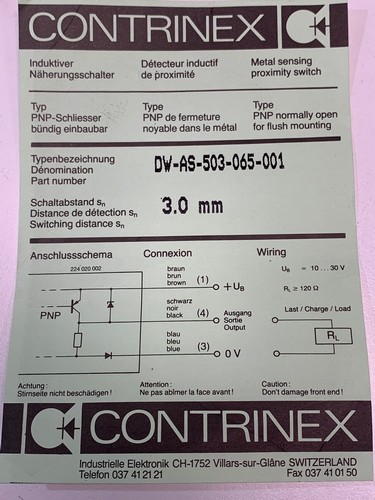 CONTRINEX
Induktiver Détecteur inductif Metal sensing
Näherungsschalter de proximité proximity switch
Typ Type Type
PNP-Schliesser PNP de fermeture PNP normally open
bündig einbaubar noyable dans le métal for flush mounting
Typenbezeichnung
Dénomination DW-AS-503-065-001
Part number
Schaltabstand sn
Distance de détection sn 3.0 mm
Switching distance sn
Anschlussschema Connexion Wiring
224 020 002
braun
brun
brown (1) +UB
UB = 10 ... 30 V
RL ≥ 120 Ω
PNP
schwarz
noir
black (4) Ausgang
Sortie
Output
Last / Charge / Load
RL
blau
bleu
blue (3) 0 V
Achtung: Attention: Caution:
Stirnseite nicht beschädigen! Ne pas abîmer la face avant! Don't damage front end!
CONTRINEX
Industrielle Elektronik CH-1752 Villars-sur-Glâne SWITZERLAND
Telefon 037 41 21 21 Fax 037 41 01 50